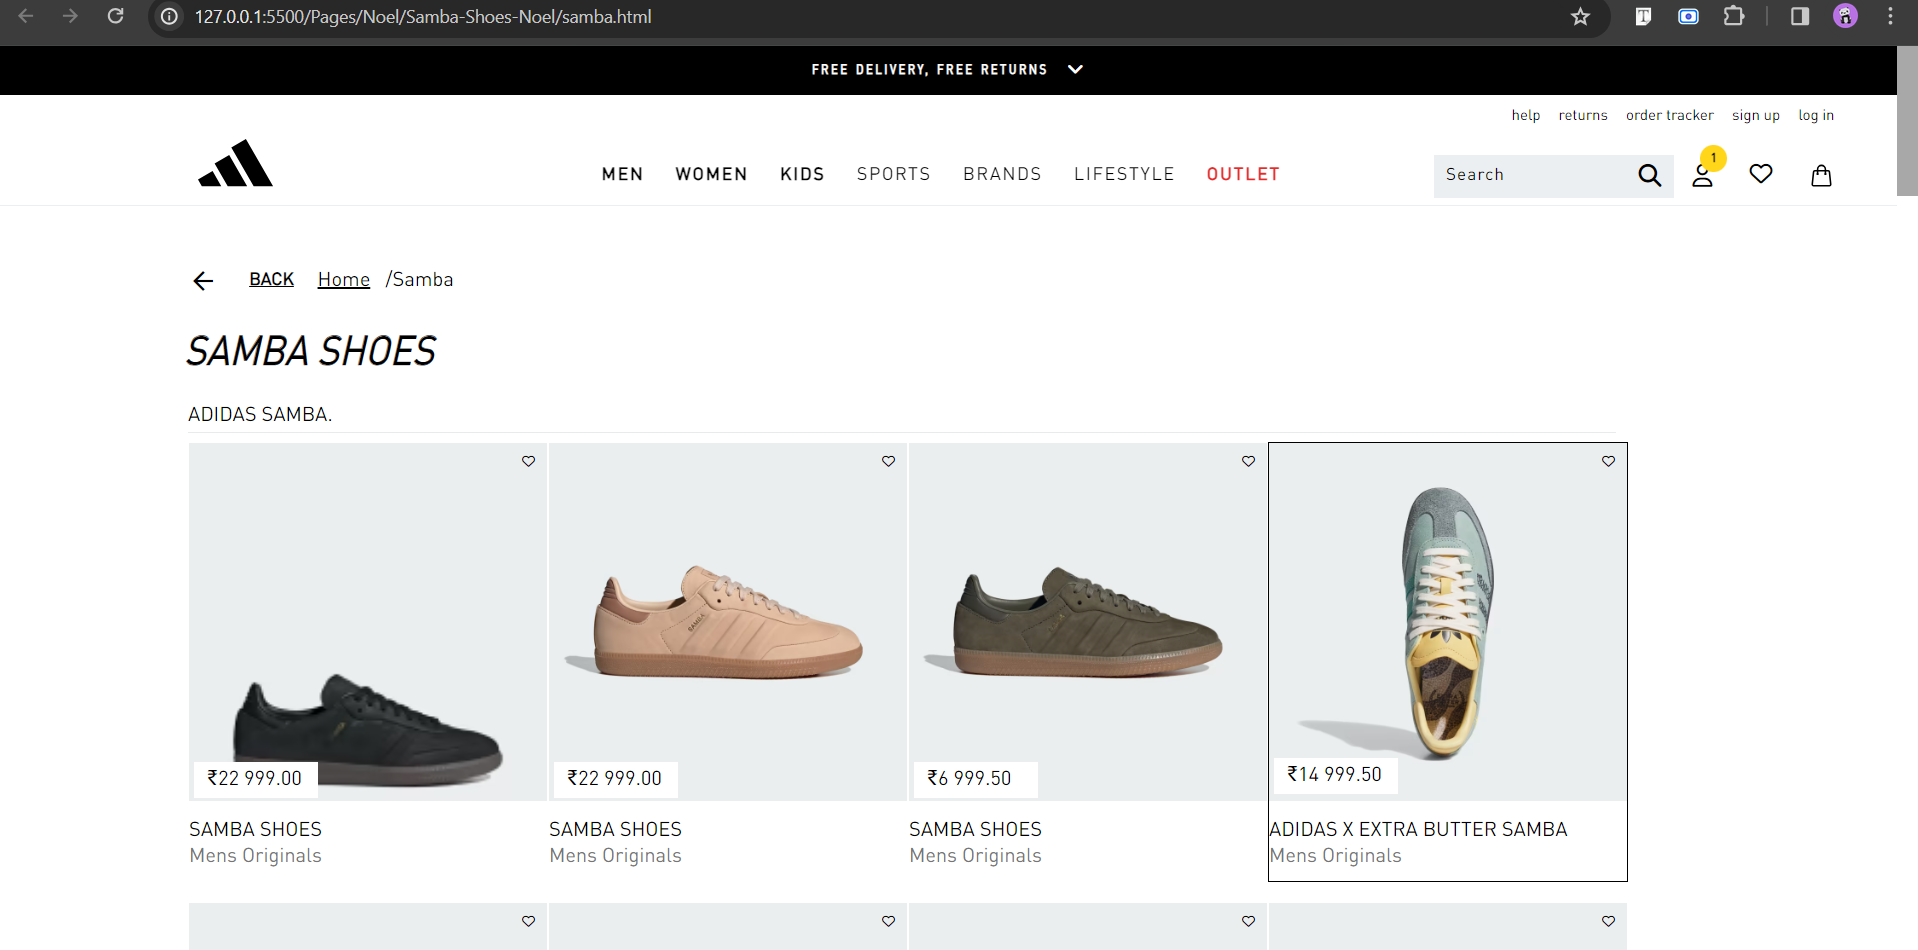 127.0.0.1:5500/Pages/Noel/Samba-Shoes-Noel/samba.html
FREE DELIVERY, FREE RETURNS
help returns order tracker sign up log in
MEN WOMEN KIDS SPORTS BRANDS LIFESTYLE OUTLET
Search
1
BACK Home /Samba
SAMBA SHOES
ADIDAS SAMBA.
₹22 999.00
₹22 999.00
₹6 999.50
₹14 999.50
SAMBA SHOES
Mens Originals
SAMBA SHOES
Mens Originals
SAMBA SHOES
Mens Originals
ADIDAS X EXTRA BUTTER SAMBA
Mens Originals